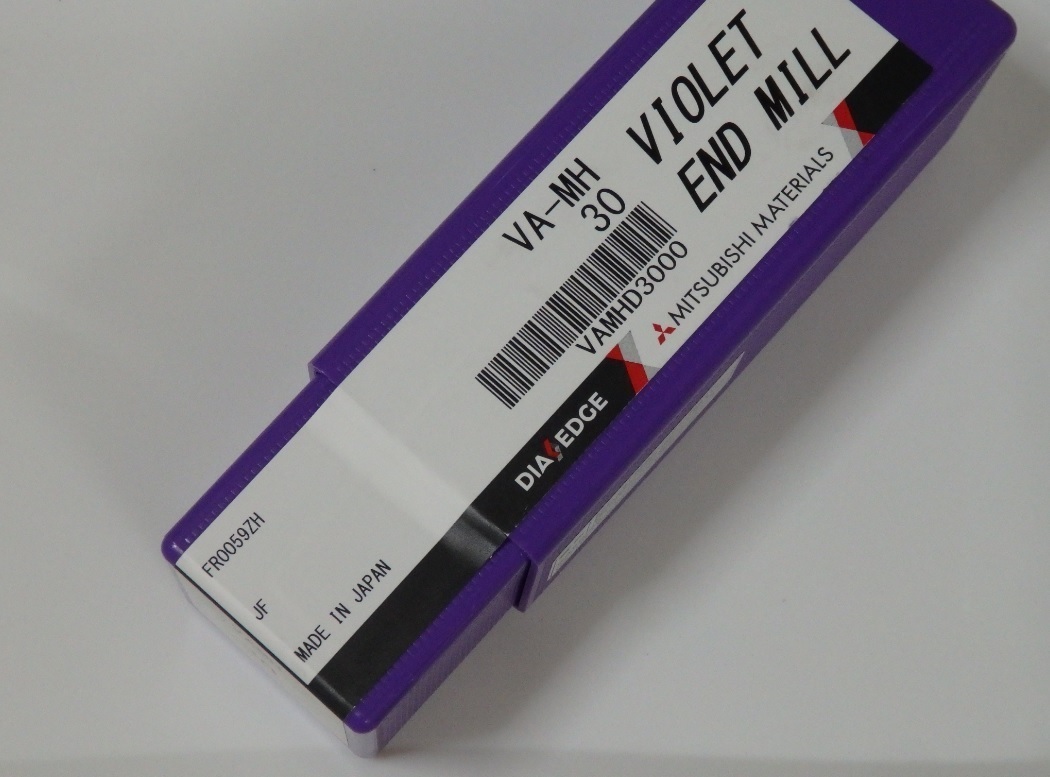 VIOLET
END MILL
VA-MH
30
VAMHD3000
MITSUBISHI MATERIALS
DIAEDGE
FR0059ZH
JF
MADE IN JAPAN